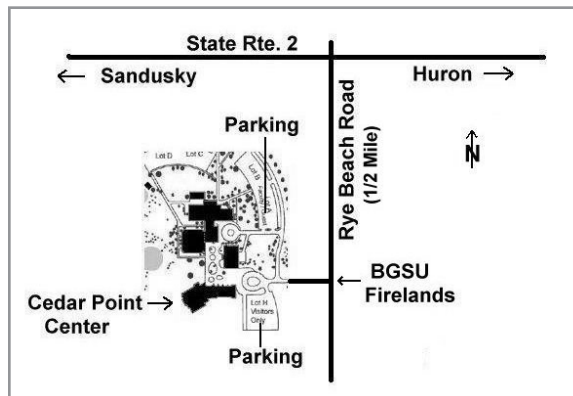 State Rte. 2
Sandusky
Huron
Parking
Lot D
Lot C
Lot B
Rye Beach Road
(1/2 Mile)
N
BGSU
Firelands
Cedar Point
Center
Lot H
Visitors
Only
Parking